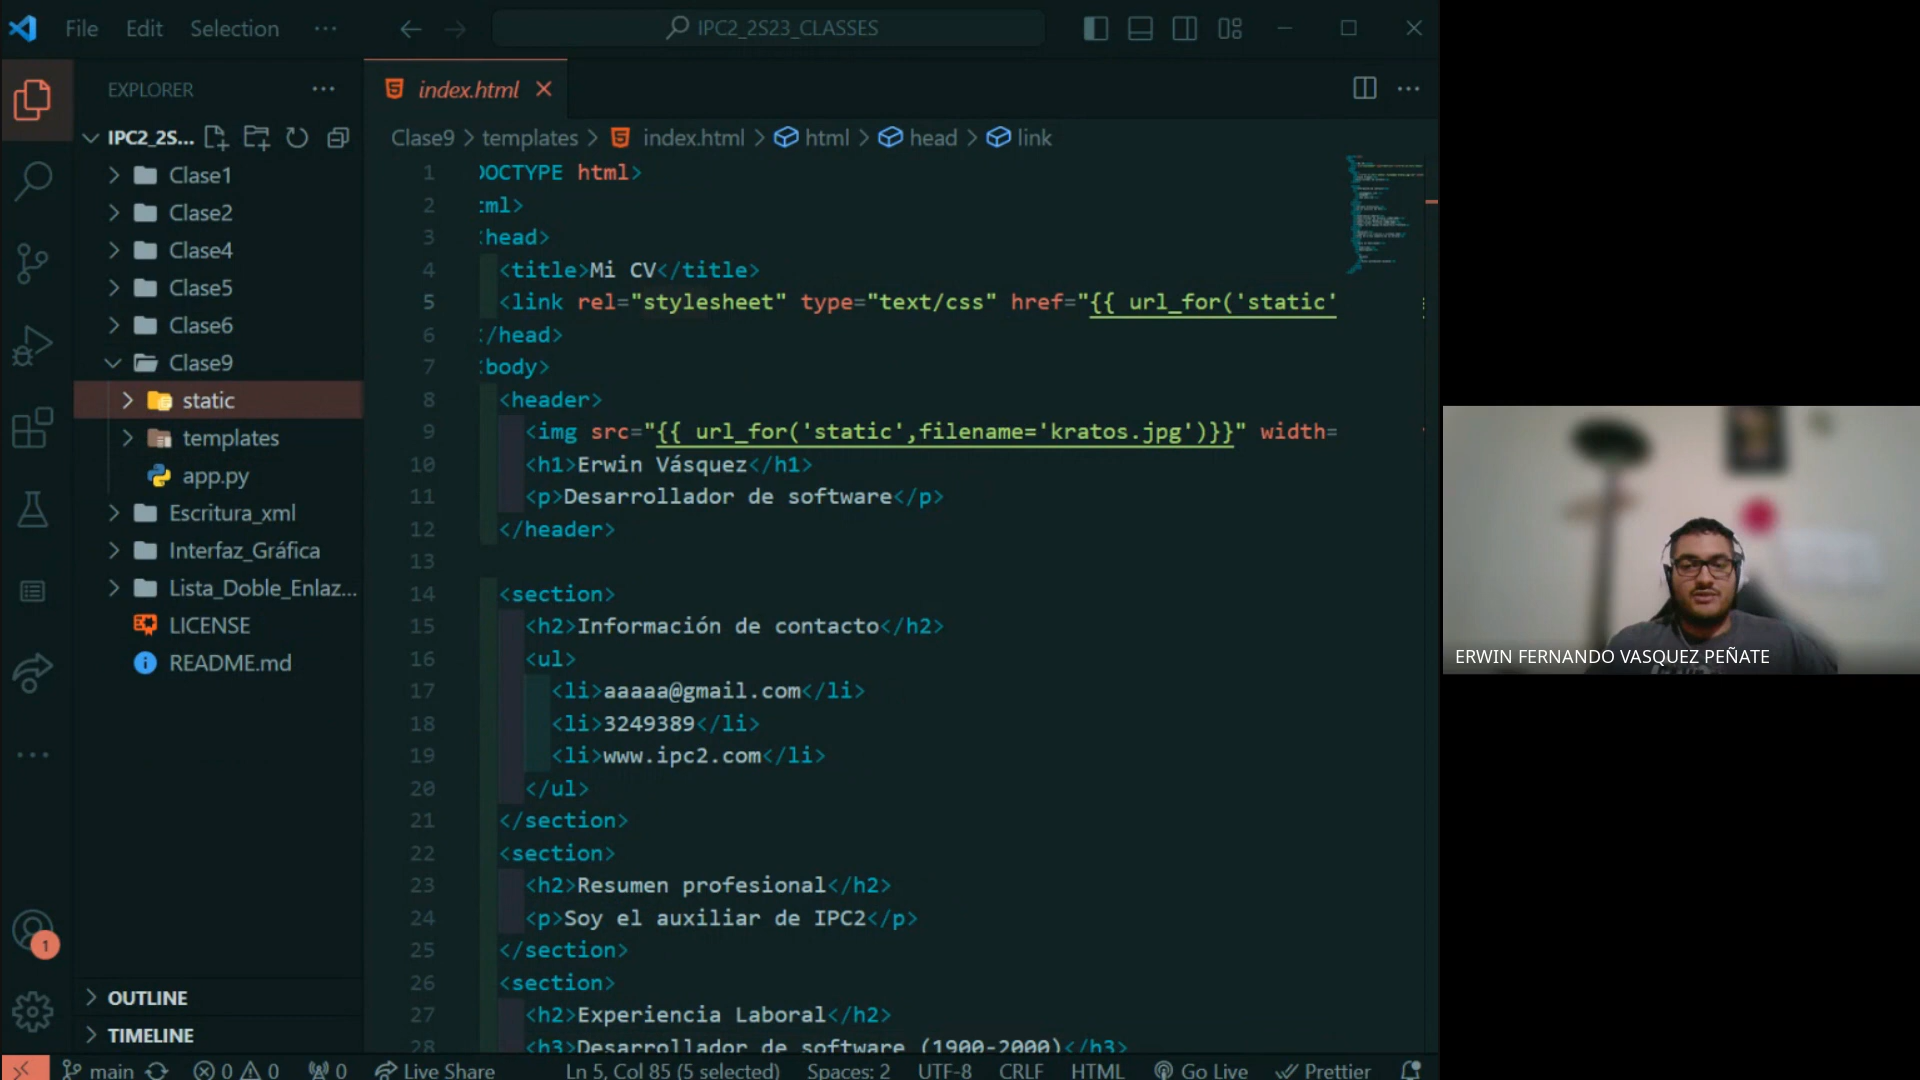 File Edit Selection ··· IPC2_2S23_CLASSES
EXPLORER ···
IPC2_2S...
Clase1
Clase2
Clase4
Clase5
Clase6
Clase9
static
templates
app.py
Escritura_xml
Interfaz_Gráfica
Lista_Doble_Enlaz...
LICENSE
README.md
OUTLINE
TIMELINE
index.html
Clase9 > templates > index.html > html > head > link
1 DOCTYPE html>
2 tml>
3 head>
4 <title>Mi CV</title>
5 <link rel="stylesheet" type="text/css" href="{{ url_for('static'
6 /head>
7 body>
8 <header>
9 <img src="{{ url_for('static',filename='kratos.jpg')}}" width=
10 <h1>Erwin Vásquez</h1>
11 <p>Desarrollador de software</p>
12 </header>
13
14 <section>
15 <h2>Información de contacto</h2>
16 <ul>
17 <li>aaaaa@gmail.com</li>
18 <li>3249389</li>
19 <li>www.ipc2.com</li>
20 </ul>
21 </section>
22 <section>
23 <h2>Resumen profesional</h2>
24 <p>Soy el auxiliar de IPC2</p>
25 </section>
26 <section>
27 <h2>Experiencia Laboral</h2>
28 <h3>Desarrollador de software (1900-2000)</h3>
1
main 0 0 0 Live Share Ln 5, Col 85 (5 selected) Spaces: 2 UTF-8 CRLF HTML Go Live Prettier
ERWIN FERNANDO VASQUEZ PEÑATE